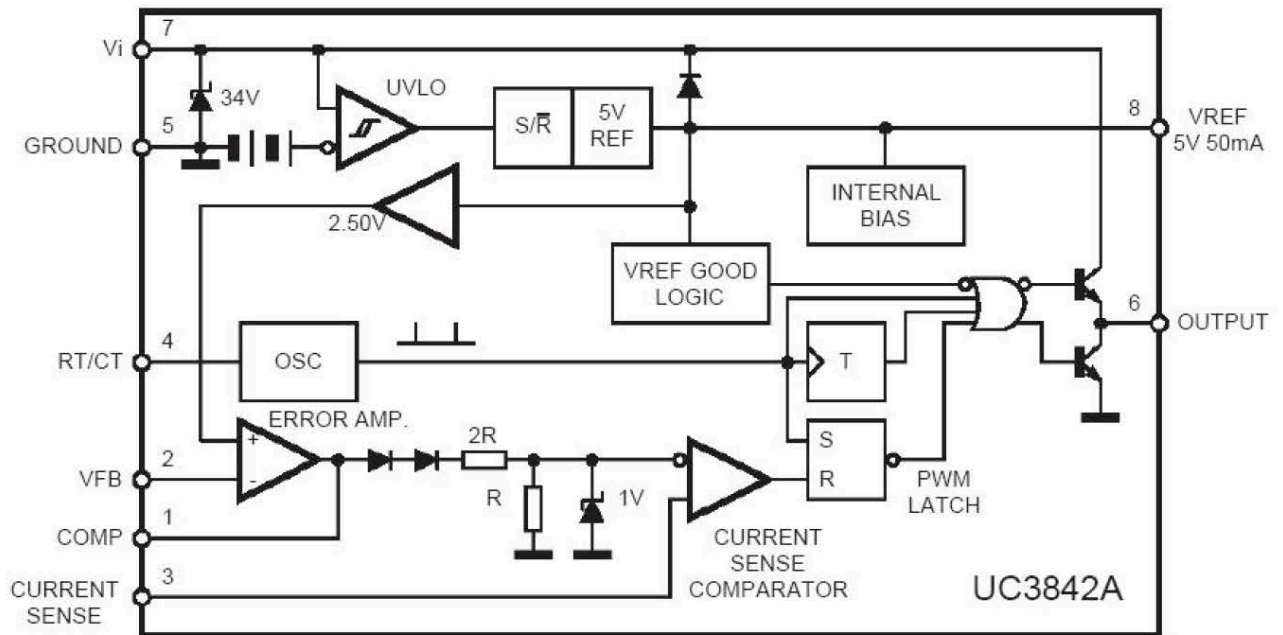 7
Vi
34V
UVLO
S/R̅
5V
REF
8
VREF
5V 50mA
5
GROUND
2.50V
INTERNAL
BIAS
VREF GOOD
LOGIC
6
OUTPUT
4
RT/CT
OSC
T
ERROR AMP.
+
-
2R
S
R
2
VFB
R
1V
PWM
LATCH
1
COMP
CURRENT
SENSE
COMPARATOR
3
CURRENT
SENSE
UC3842A